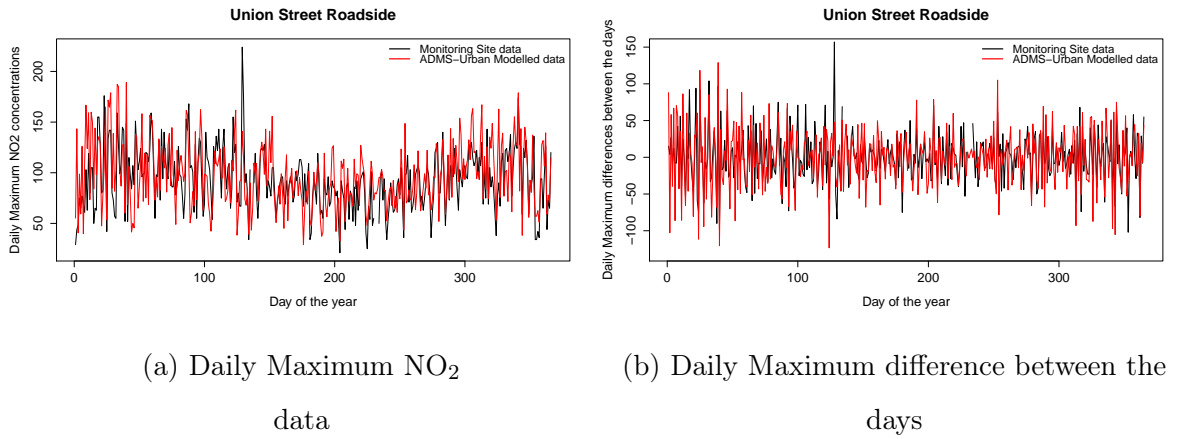 Union Street Roadside
Monitoring Site data
ADMS−Urban Modelled data
Daily Maximum NO2 concentrations
50
100
150
200
0
100
200
300
Day of the year
(a) Daily Maximum NO₂
data
Union Street Roadside
Monitoring Site data
ADMS−Urban Modelled data
Daily Maximum differences between the days
−100
−50
0
50
100
150
0
100
200
300
Day of the year
(b) Daily Maximum difference between the
days